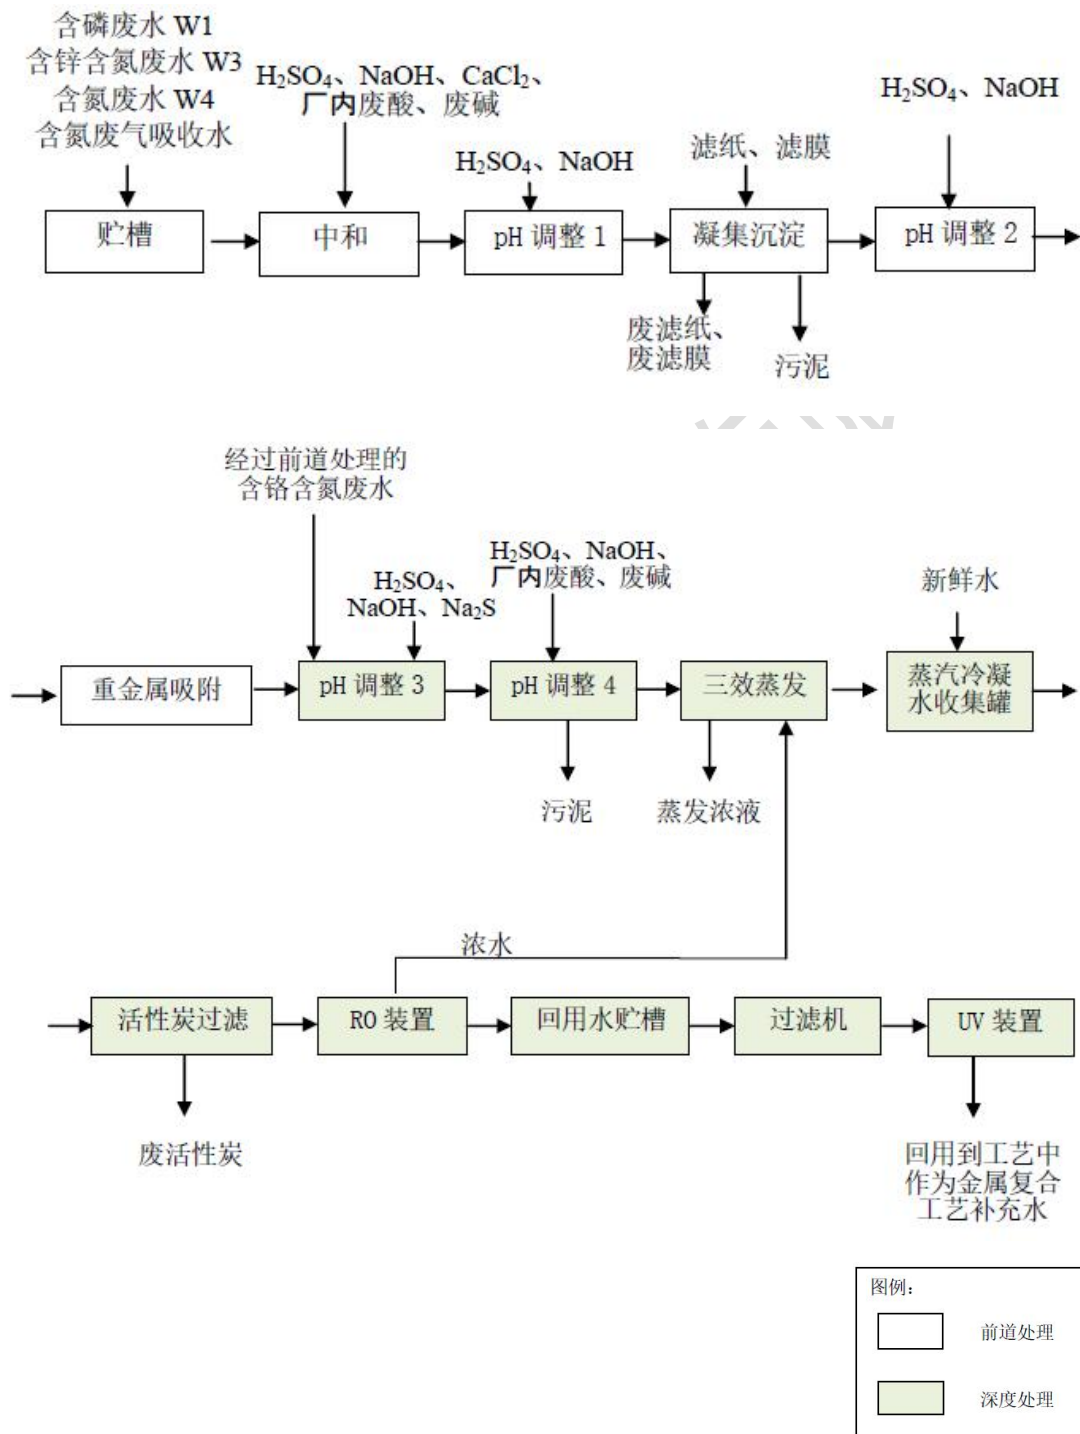 含磷废水 W1
含锌含氮废水 W3
含氮废水 W4
含氮废气吸收水
H₂SO₄、NaOH、CaCl₂、
厂内废酸、废碱
H₂SO₄、NaOH
滤纸、滤膜
H₂SO₄、NaOH
贮槽
中和
pH 调整 1
凝集沉淀
pH 调整 2
废滤纸、
废滤膜
污泥
经过前道处理的
含铬含氮废水
H₂SO₄、
NaOH、Na₂S
H₂SO₄、NaOH、
厂内废酸、废碱
新鲜水
重金属吸附
pH 调整 3
pH 调整 4
三效蒸发
蒸汽冷凝
水收集罐
污泥
蒸发浓液
浓水
活性炭过滤
RO 装置
回用水贮槽
过滤机
UV 装置
废活性炭
回用到工艺中
作为金属复合
工艺补充水
图例：
前道处理
深度处理